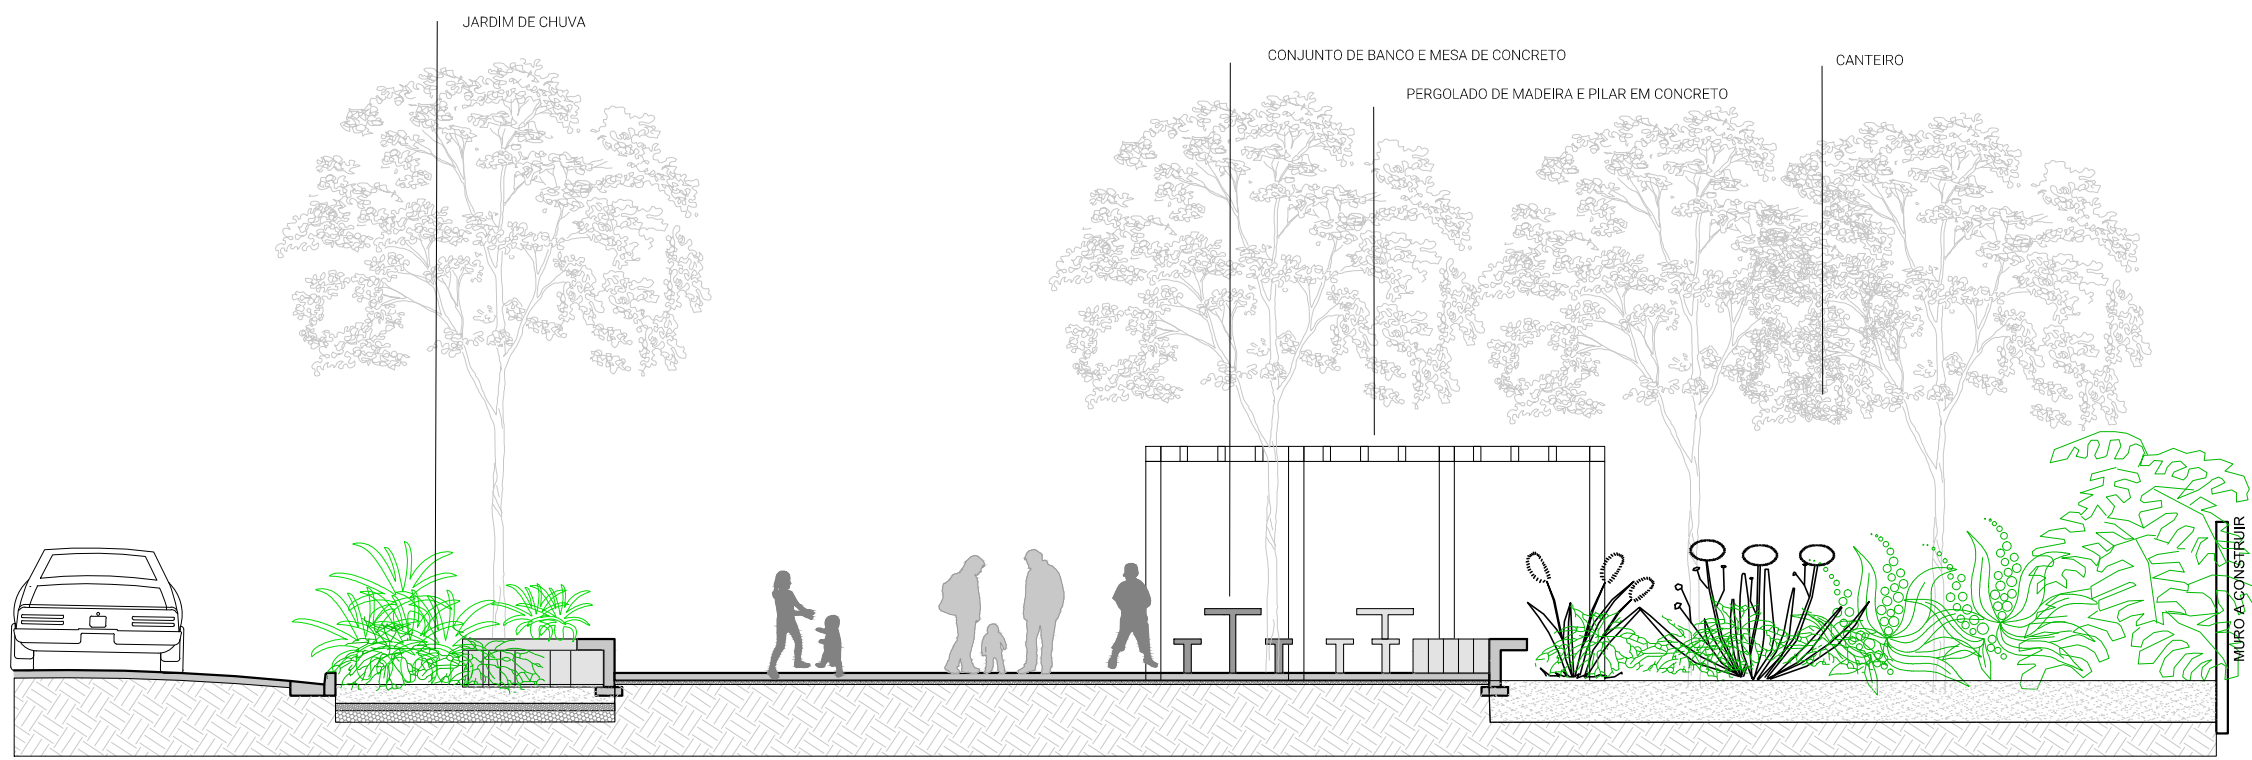 JARDIM DE CHUVA
CONJUNTO DE BANCO E MESA DE CONCRETO
CANTEIRO
PERGOLADO DE MADEIRA E PILAR EM CONCRETO
MURO A CONSTRUIR